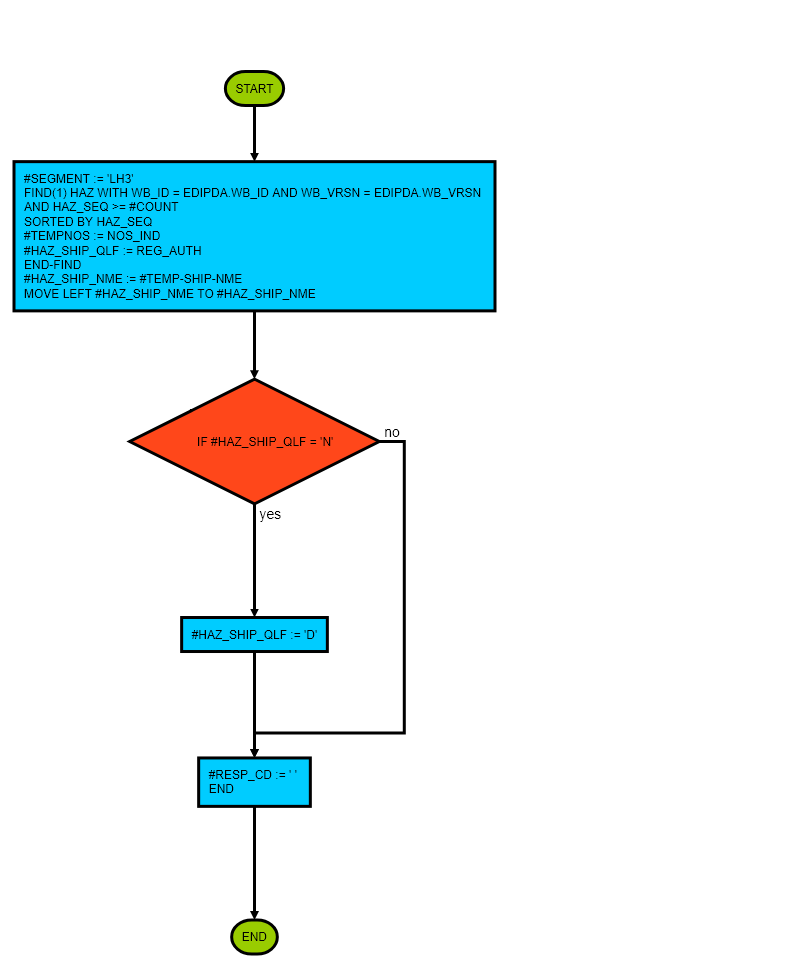 START
#SEGMENT := 'LH3'
FIND(1) HAZ WITH WB_ID = EDIPDA.WB_ID AND WB_VRSN = EDIPDA.WB_VRSN
AND HAZ_SEQ >= #COUNT
SORTED BY HAZ_SEQ
#TEMPNOS := NOS_IND
#HAZ_SHIP_QLF := REG_AUTH
END-FIND
#HAZ_SHIP_NME := #TEMP-SHIP-NME
MOVE LEFT #HAZ_SHIP_NME TO #HAZ_SHIP_NME
IF #HAZ_SHIP_QLF = 'N'
no
yes
#HAZ_SHIP_QLF := 'D'
#RESP_CD := ' '
END
END